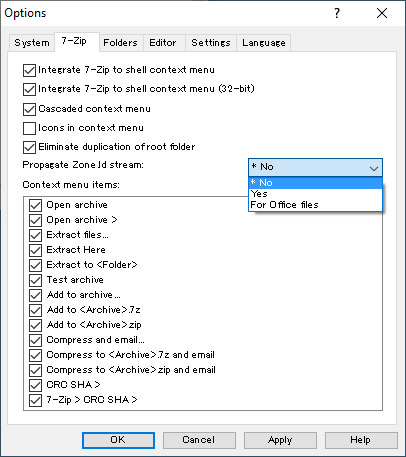 Options
System 7-Zip Folders Editor Settings Language
Integrate 7-Zip to shell context menu
Integrate 7-Zip to shell context menu (32-bit)
Cascaded context menu
Icons in context menu
Eliminate duplication of root folder
Propagate Zone.Id stream: * No
* No
Yes
For Office files
Context menu items:
Open archive
Open archive >
Extract files...
Extract Here
Extract to <Folder>
Test archive
Add to archive...
Add to <Archive>.7z
Add to <Archive>.zip
Compress and email...
Compress to <Archive>.7z and email
Compress to <Archive>.zip and email
CRC SHA >
7-Zip > CRC SHA >
OK Cancel Apply Help